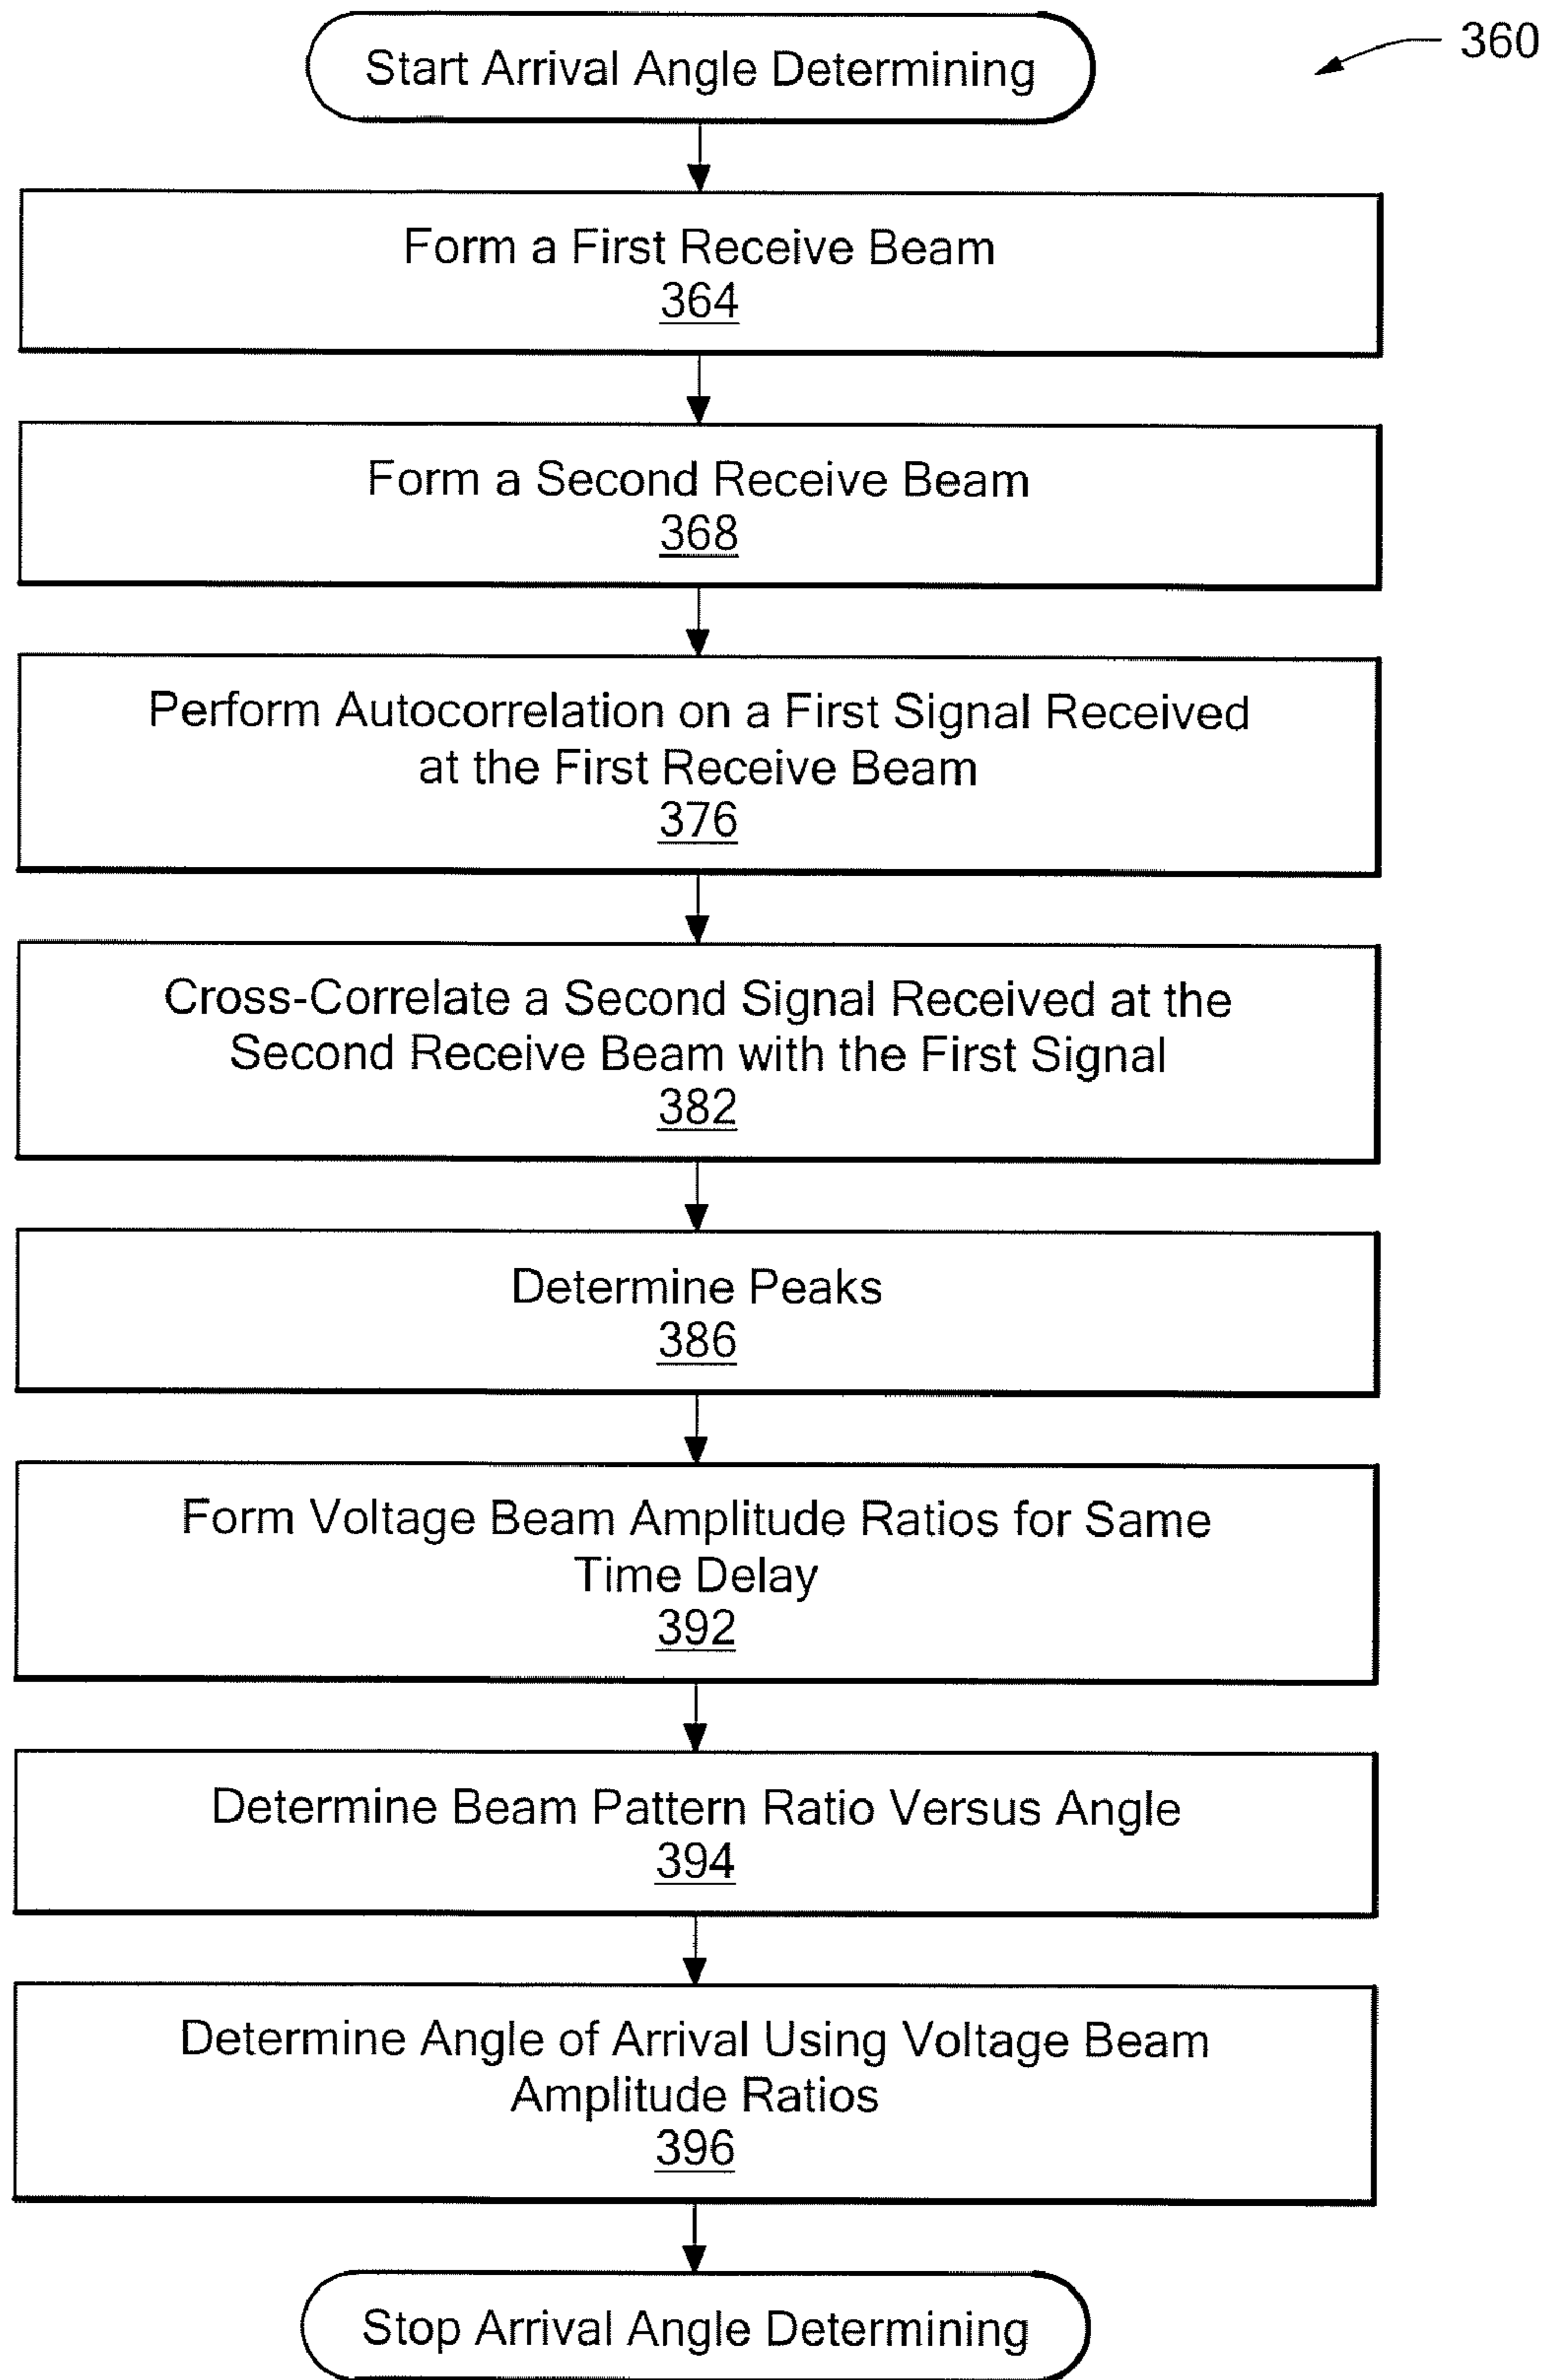 360
Start Arrival Angle Determining
Form a First Receive Beam
364
Form a Second Receive Beam
368
Perform Autocorrelation on a First Signal Received
at the First Receive Beam
376
Cross-Correlate a Second Signal Received at the
Second Receive Beam with the First Signal
382
Determine Peaks
386
Form Voltage Beam Amplitude Ratios for Same
Time Delay
392
Determine Beam Pattern Ratio Versus Angle
394
Determine Angle of Arrival Using Voltage Beam
Amplitude Ratios
396
Stop Arrival Angle Determining